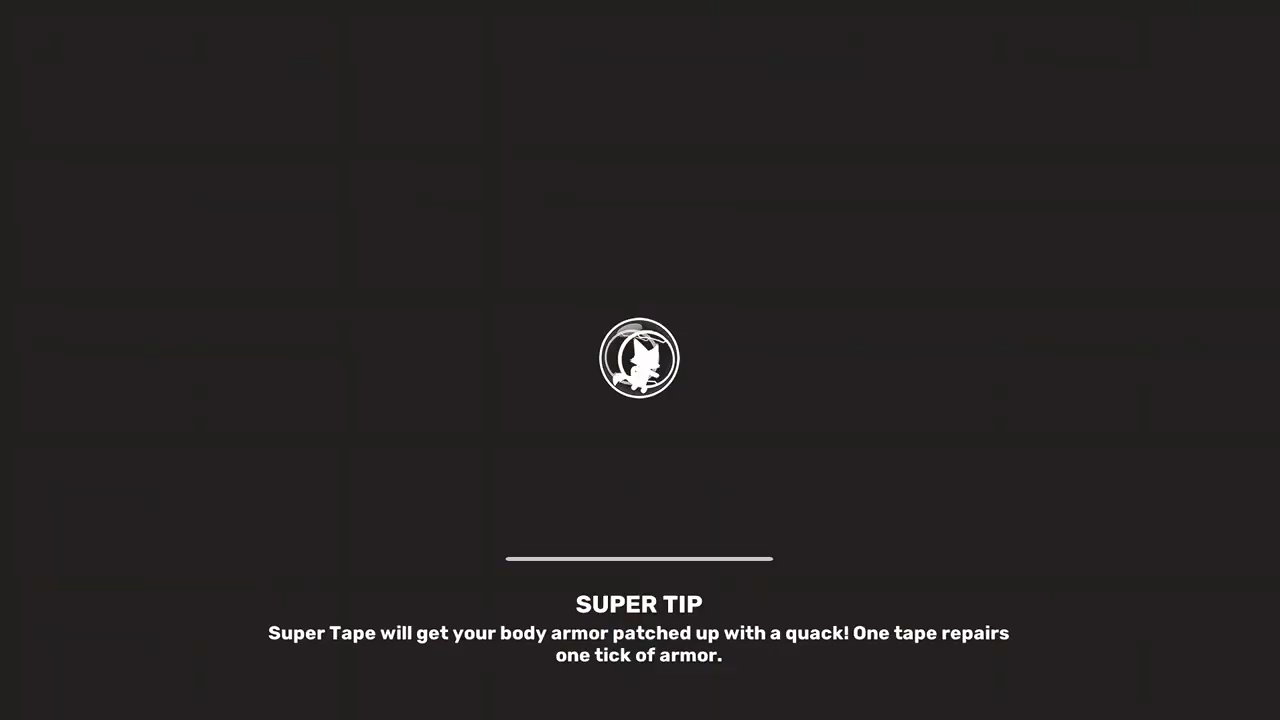 SUPER TIP
Super Tape will get your body armor patched up with a quack! One tape repairs
one tick of armor.